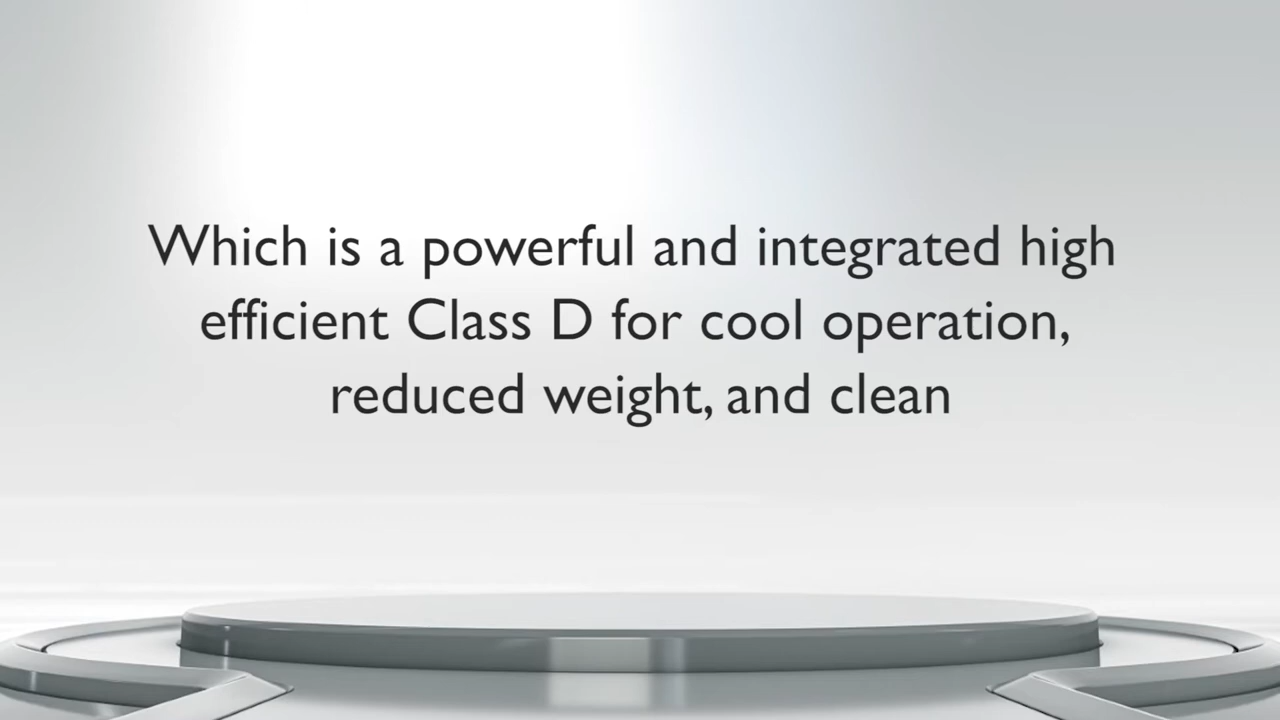 Which is a powerful and integrated high
efficient Class D for cool operation,
reduced weight, and clean